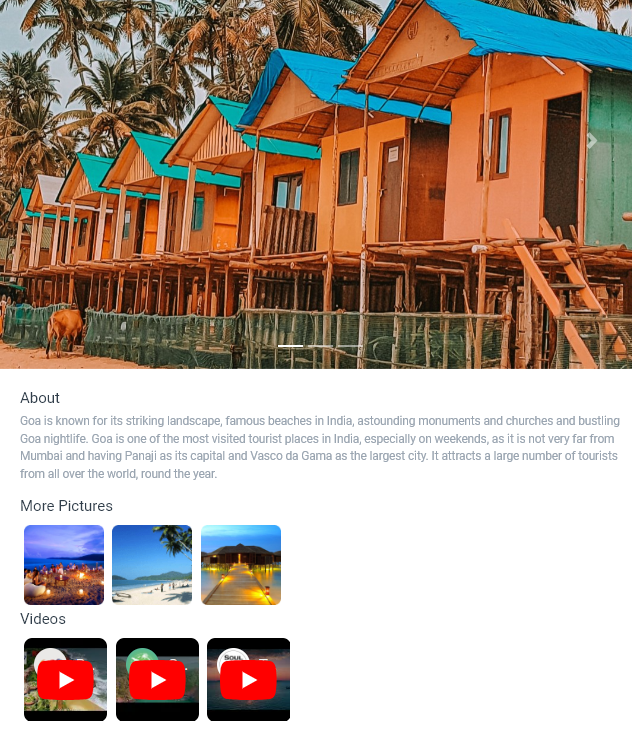 About
Goa is known for its striking landscape, famous beaches in India, astounding monuments and churches and bustling
Goa nightlife. Goa is one of the most visited tourist places in India, especially on weekends, as it is not very far from
Mumbai and having Panaji as its capital and Vasco da Gama as the largest city. It attracts a large number of tourists
from all over the world, round the year.
More Pictures
Videos
SOUL